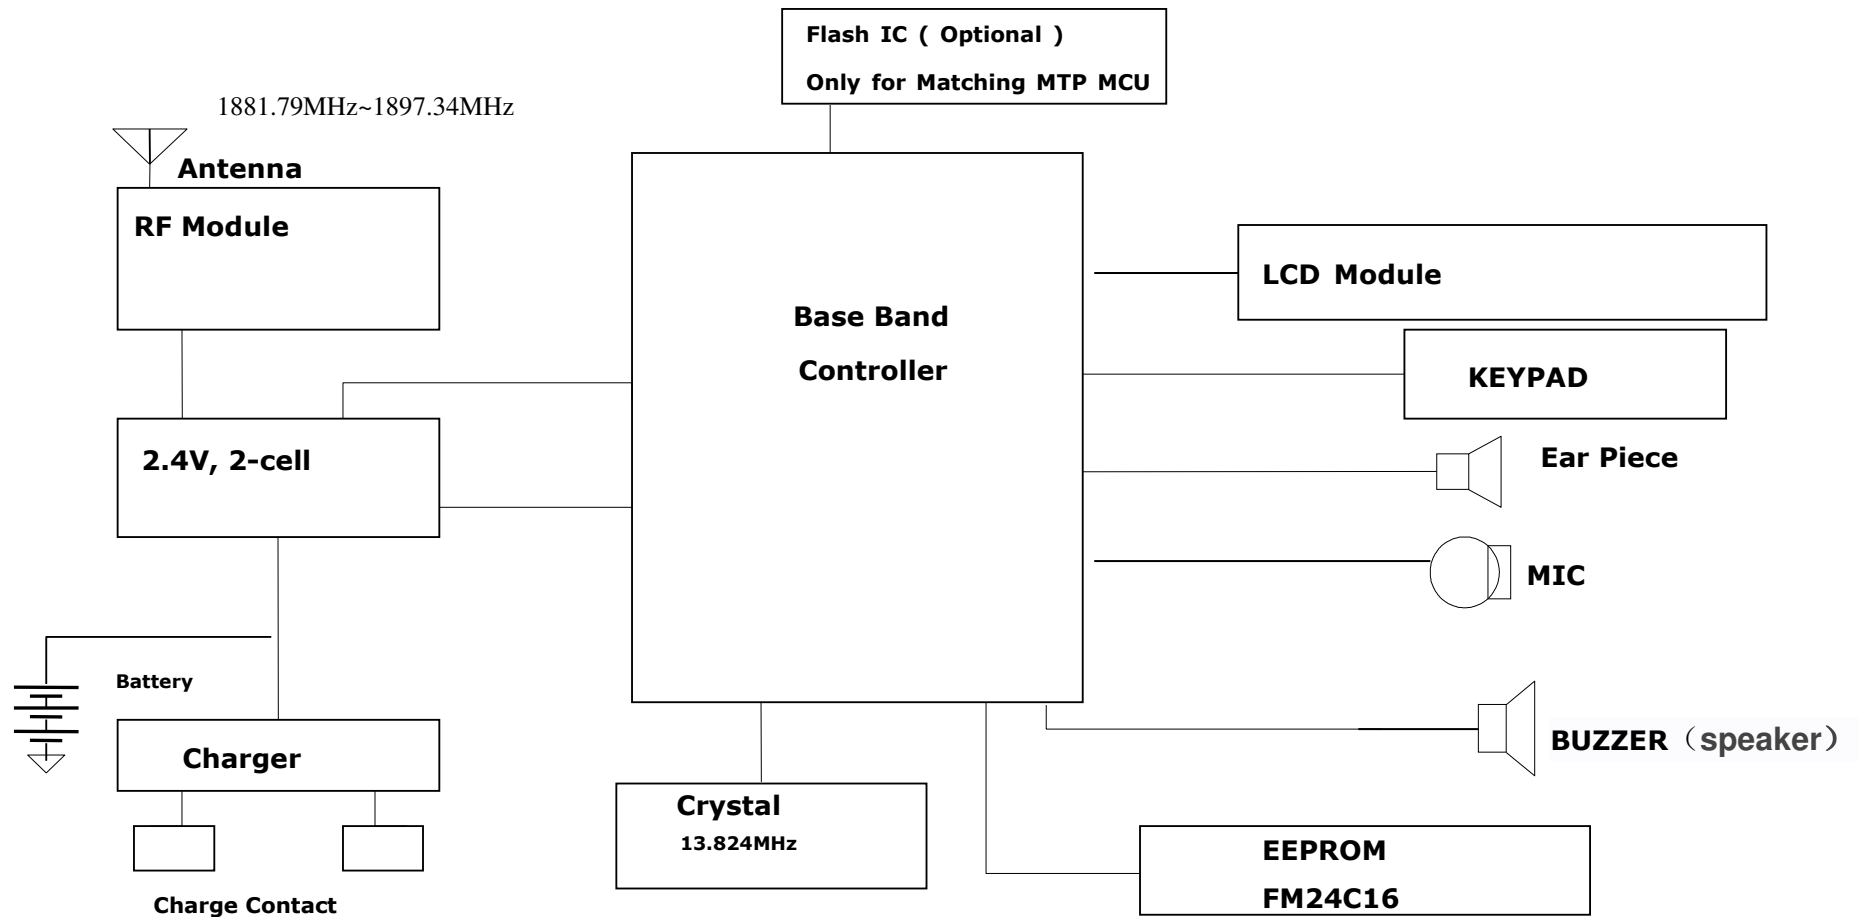 Flash IC ( Optional )
Only for Matching MTP MCU
1881.79MHz~1897.34MHz
Antenna
RF Module
Base Band
Controller
LCD Module
KEYPAD
2.4V, 2-cell
Ear Piece
MIC
Battery
Charger
BUZZER（speaker）
Crystal
13.824MHz
EEPROM
FM24C16
Charge Contact